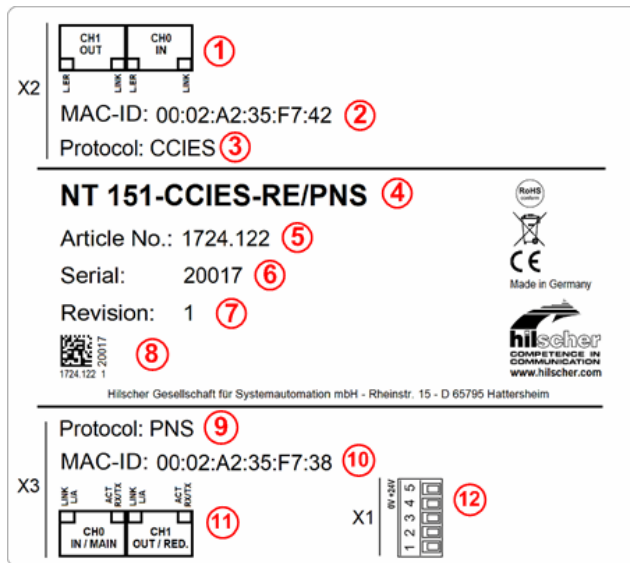 CH1 OUT
CH0 IN
1
L.ER
LINK
L.ER
LINK
X2
MAC-ID: 00:02:A2:35:F7:42 2
Protocol: CCIES 3
NT 151-CCIES-RE/PNS 4
RoHS
conform
Article No.: 1724.122 5
Serial: 20017 6
CE
Made in Germany
Revision: 1 7
8
20017
1724.122 1
hilscher
COMPETENCE IN
COMMUNICATION
www.hilscher.com
Hilscher Gesellschaft für Systemautomation mbH - Rheinstr. 15 - D 65795 Hattersheim
Protocol: PNS 9
MAC-ID: 00:02:A2:35:F7:38 10
X3
LINK
L/A
ACT
RX/TX
LINK
L/A
ACT
RX/TX
CH0
IN / MAIN
CH1
OUT / RED.
11
X1
0V +24V
1 2 3 4 5
12